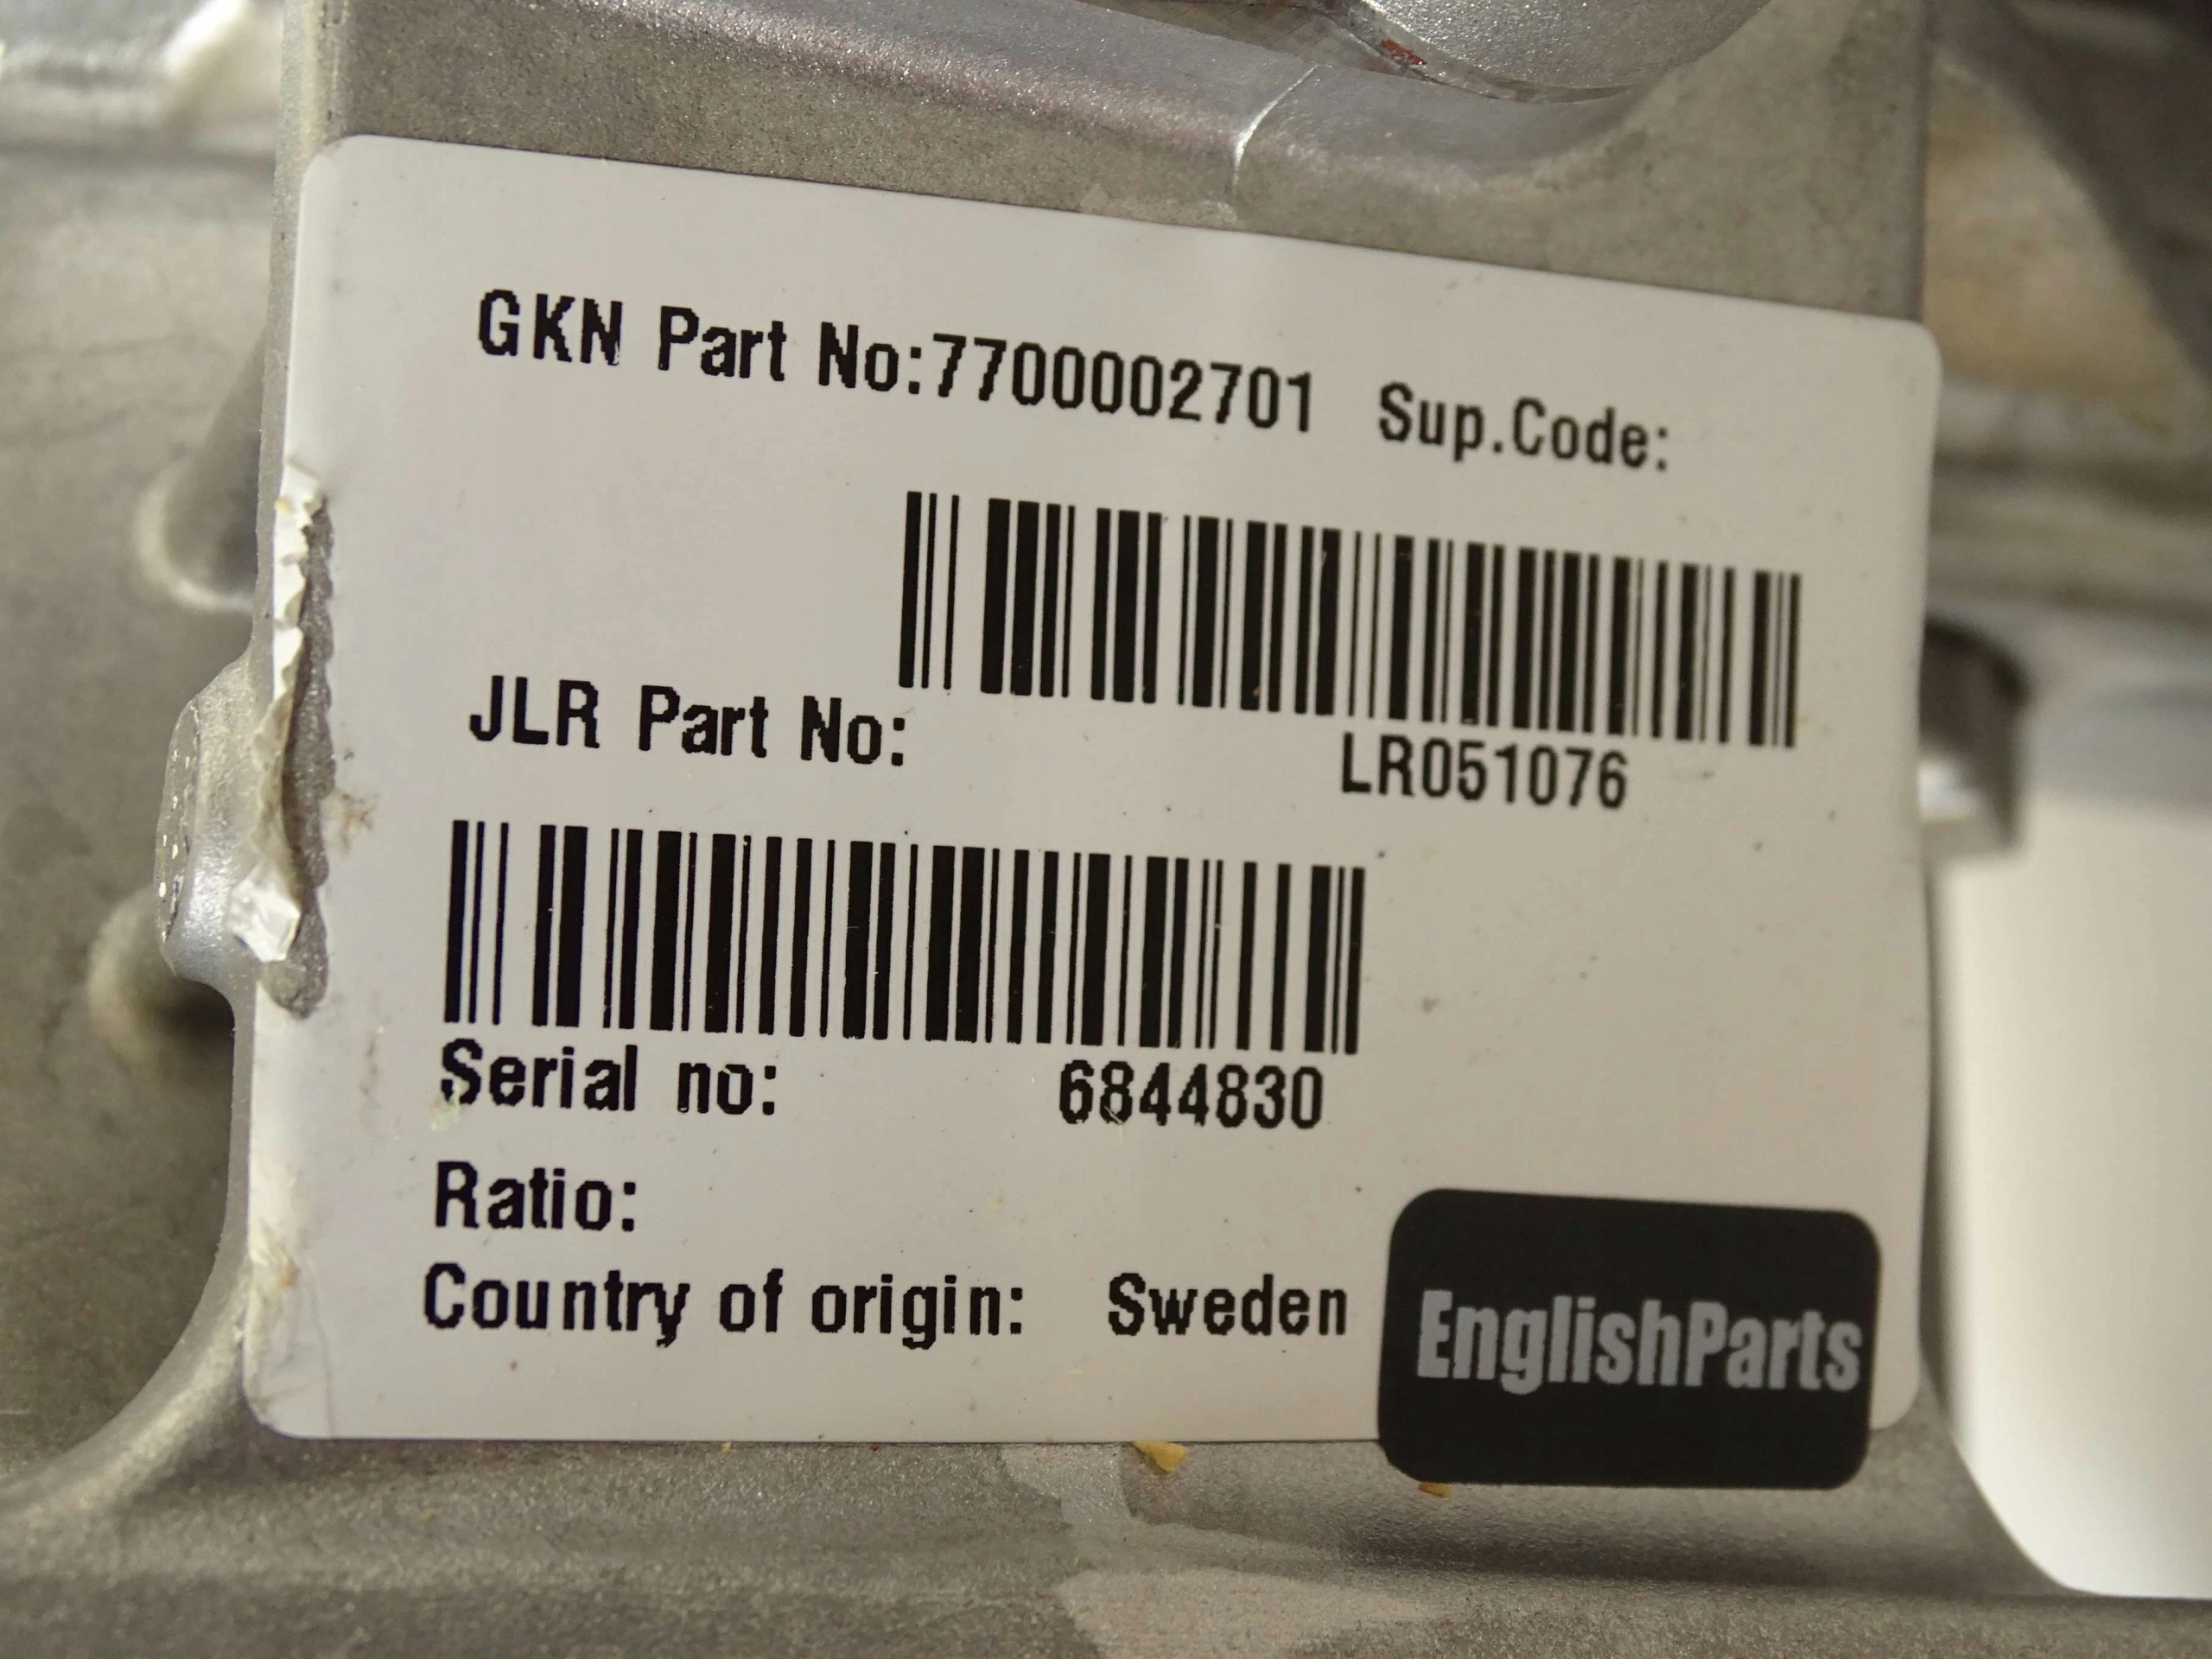 GKN Part No:7700002701 Sup.Code:
JLR Part No: LR051076
Serial no: 6844830
Ratio:
Country of origin: Sweden
EnglishParts